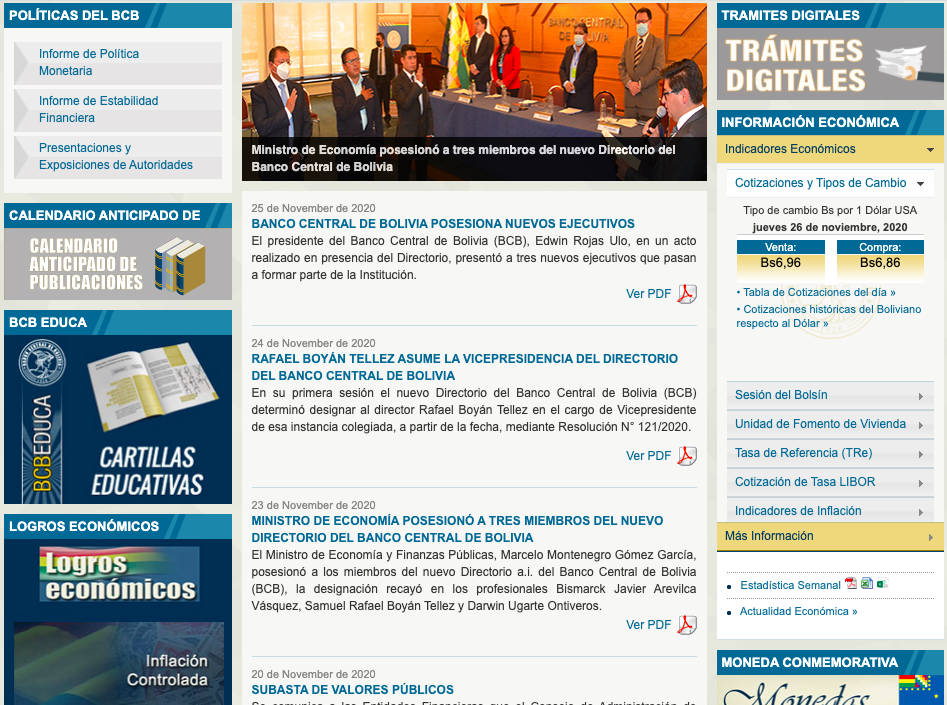 POLÍTICAS DEL BCB
Informe de Política
Monetaria
Informe de Estabilidad
Financiera
Presentaciones y
Exposiciones de Autoridades
CALENDARIO ANTICIPADO DE
CALENDARIO
ANTICIPADO DE
PUBLICACIONES
BCB EDUCA
BCBEDUCA
CARTILLAS
EDUCATIVAS
LOGROS ECONÓMICOS
Logros
económicos
Inflación
Controlada
BANCO CENTRAL
DE BOLIVIA
Ministro de Economía posesionó a tres miembros del nuevo Directorio del
Banco Central de Bolivia
25 de November de 2020
BANCO CENTRAL DE BOLIVIA POSESIONA NUEVOS EJECUTIVOS
El presidente del Banco Central de Bolivia (BCB), Edwin Rojas Ulo, en un acto
realizado en presencia del Directorio, presentó a tres nuevos ejecutivos que pasan
a formar parte de la Institución.
Ver PDF
24 de November de 2020
RAFAEL BOYÁN TELLEZ ASUME LA VICEPRESIDENCIA DEL DIRECTORIO
DEL BANCO CENTRAL DE BOLIVIA
En su primera sesión el nuevo Directorio del Banco Central de Bolivia (BCB)
determinó designar al director Rafael Boyán Tellez en el cargo de Vicepresidente
de esa instancia colegiada, a partir de la fecha, mediante Resolución N° 121/2020.
Ver PDF
23 de November de 2020
MINISTRO DE ECONOMÍA POSESIONÓ A TRES MIEMBROS DEL NUEVO
DIRECTORIO DEL BANCO CENTRAL DE BOLIVIA
El Ministro de Economía y Finanzas Públicas, Marcelo Montenegro Gómez García,
posesionó a los miembros del nuevo Directorio a.i. del Banco Central de Bolivia
(BCB), la designación recayó en los profesionales Bismarck Javier Arevilca
Vásquez, Samuel Rafael Boyán Tellez y Darwin Ugarte Ontiveros.
Ver PDF
20 de November de 2020
SUBASTA DE VALORES PÚBLICOS
Se comunica a las Entidades Financieras que el Consejo de Administración de
TRAMITES DIGITALES
TRÁMITES
DIGITALES
INFORMACIÓN ECONÓMICA
Indicadores Económicos
Cotizaciones y Tipos de Cambio
Tipo de cambio Bs por 1 Dólar USA
jueves 26 de noviembre, 2020
Venta: Compra:
Bs6,96 Bs6,86
• Tabla de Cotizaciones del día »
• Cotizaciones históricas del Boliviano
respecto al Dólar »
Sesión del Bolsín
Unidad de Fomento de Vivienda
Tasa de Referencia (TRe)
Cotización de Tasa LIBOR
Indicadores de Inflación
Más Información
• Estadística Semanal
• Actualidad Económica »
MONEDA CONMEMORATIVA
Monedas